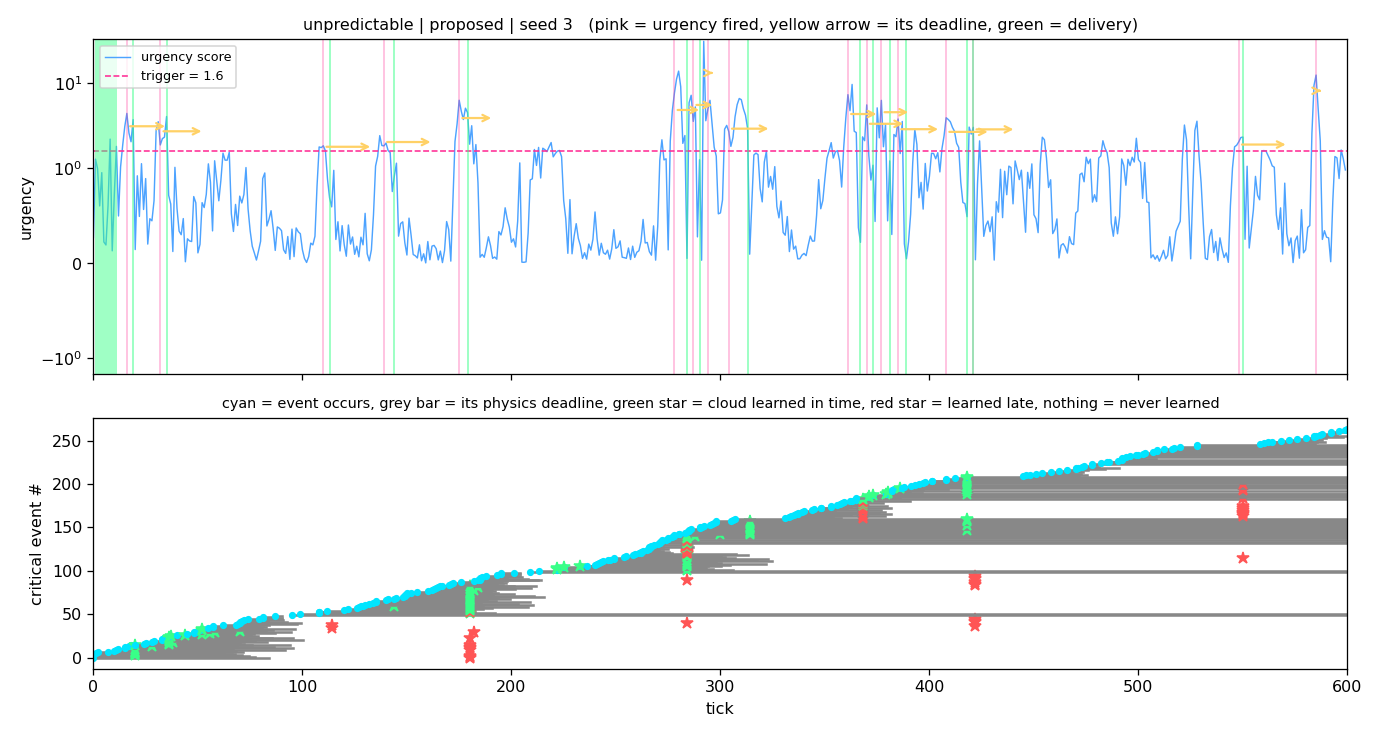 unpredictable | proposed | seed 3   (pink = urgency fired, yellow arrow = its deadline, green = delivery)
urgency score
trigger = 1.6
10¹
10⁰
0
−10⁰
urgency
cyan = event occurs, grey bar = its physics deadline, green star = cloud learned in time, red star = learned late, nothing = never learned
250
200
150
100
50
0
critical event #
0 100 200 300 400 500 600
tick